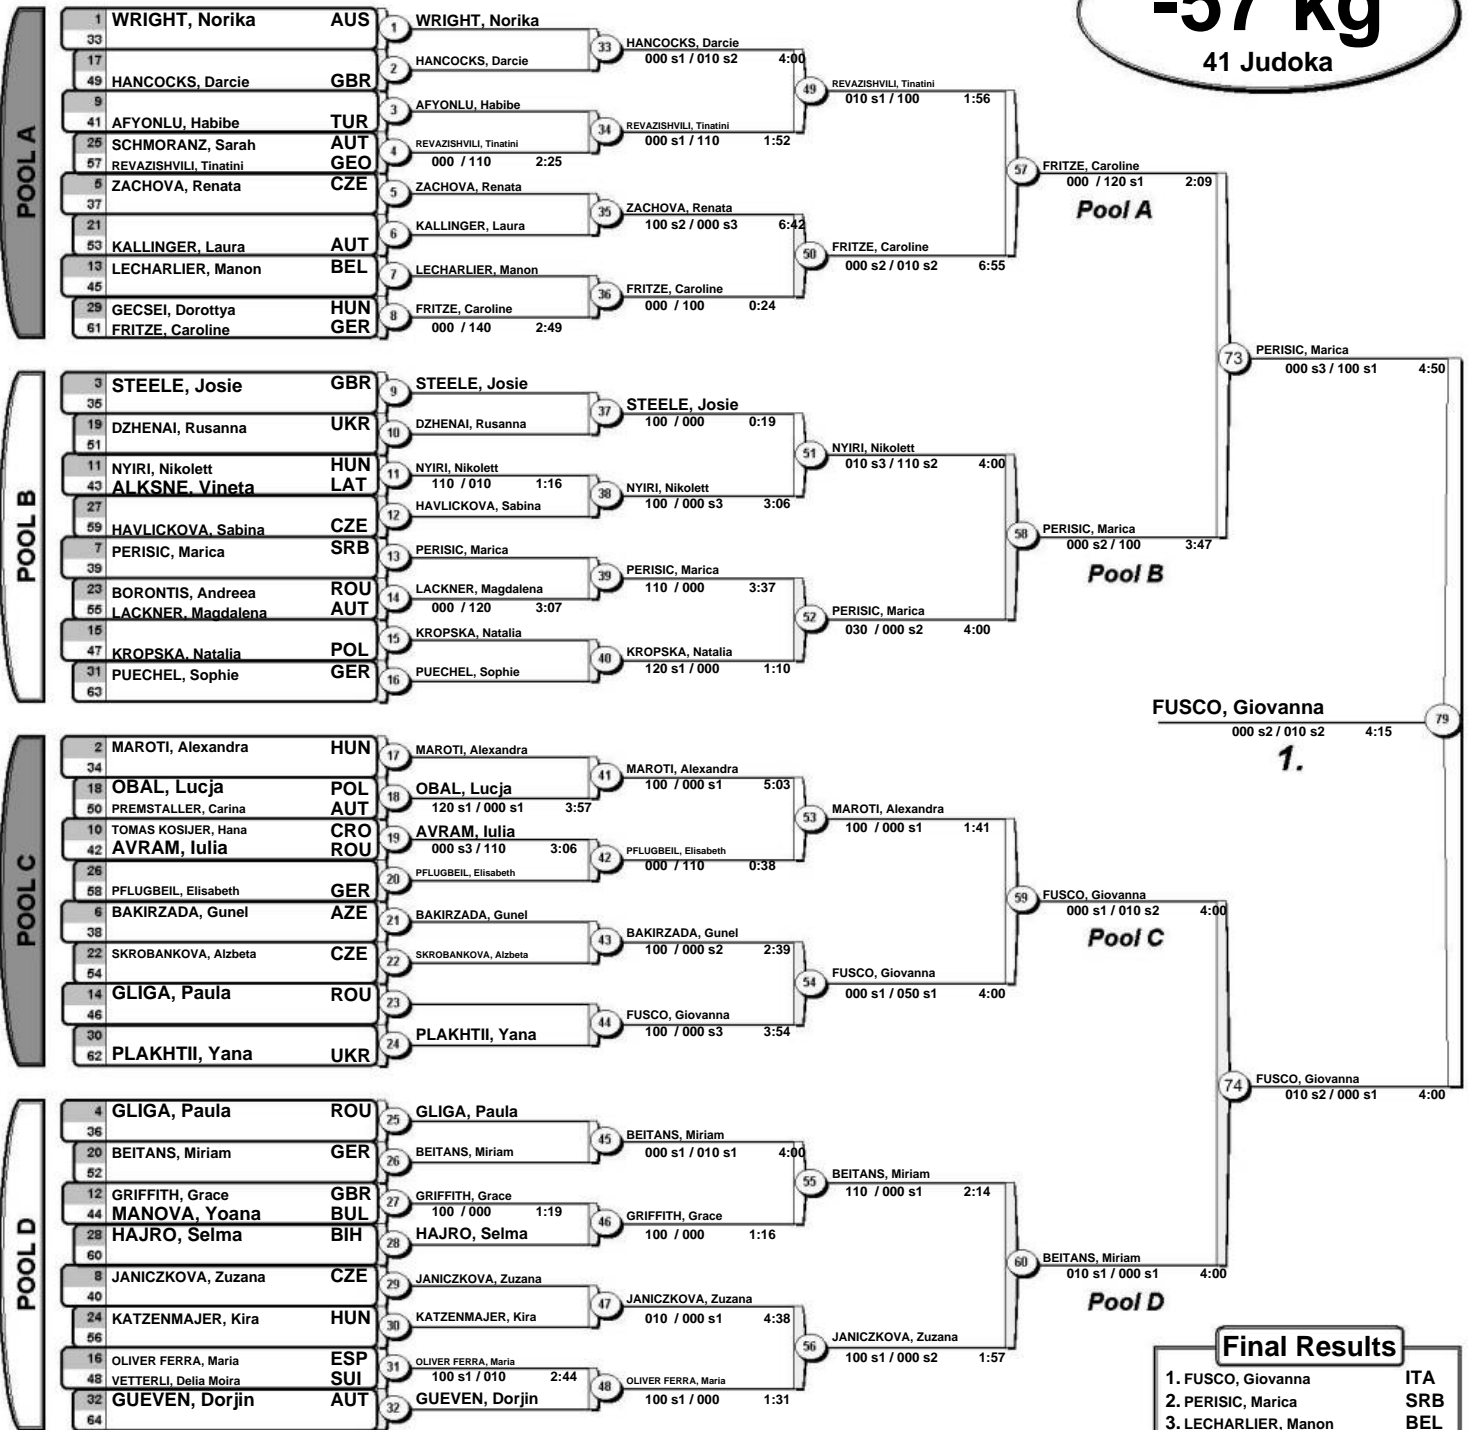 -57 kg
41 Judoka
POOL A
1 WRIGHT, Norika AUS
33
17
49 HANCOCKS, Darcie GBR
9
41 AFYONLU, Habibe TUR
25 SCHMORANZ, Sarah AUT
57 REVAZISHVILI, Tinatini GEO
5 ZACHOVA, Renata CZE
37
21
53 KALLINGER, Laura AUT
13 LECHARLIER, Manon BEL
45
29 GECSEI, Dorottya HUN
61 FRITZE, Caroline GER
1 WRIGHT, Norika
2 HANCOCKS, Darcie
3 AFYONLU, Habibe
4 REVAZISHVILI, Tinatini
000 / 110 2:25
5 ZACHOVA, Renata
6 KALLINGER, Laura
7 LECHARLIER, Manon
8 FRITZE, Caroline
000 / 140 2:49
33 HANCOCKS, Darcie
000 s1 / 010 s2 4:00
34 REVAZISHVILI, Tinatini
000 s1 / 110 1:52
35 ZACHOVA, Renata
100 s2 / 000 s3 6:42
36 FRITZE, Caroline
000 / 100 0:24
49 REVAZISHVILI, Tinatini
010 s1 / 100 1:56
50 FRITZE, Caroline
000 s2 / 010 s2 6:55
57 FRITZE, Caroline
000 / 120 s1 2:09
Pool A
POOL B
3 STEELE, Josie GBR
35
19 DZHENAI, Rusanna UKR
51
11 NYIRI, Nikolett HUN
43 ALKSNE, Vineta LAT
27
59 HAVLICKOVA, Sabina CZE
7 PERISIC, Marica SRB
39
23 BORONTIS, Andreea ROU
55 LACKNER, Magdalena AUT
15
47 KROPSKA, Natalia POL
31 PUECHEL, Sophie GER
63
9 STEELE, Josie
10 DZHENAI, Rusanna
11 NYIRI, Nikolett
110 / 010 1:16
12 HAVLICKOVA, Sabina
13 PERISIC, Marica
14 LACKNER, Magdalena
000 / 120 3:07
15 KROPSKA, Natalia
16 PUECHEL, Sophie
37 STEELE, Josie
100 / 000 0:19
38 NYIRI, Nikolett
100 / 000 s3 3:06
39 PERISIC, Marica
110 / 000 3:37
40 KROPSKA, Natalia
120 s1 / 000 1:10
51 NYIRI, Nikolett
010 s3 / 110 s2 4:00
52 PERISIC, Marica
030 / 000 s2 4:00
58 PERISIC, Marica
000 s2 / 100 3:47
Pool B
73 PERISIC, Marica
000 s3 / 100 s1 4:50
FUSCO, Giovanna 79
000 s2 / 010 s2 4:15
1.
POOL C
2 MAROTI, Alexandra HUN
34
18 OBAL, Lucja POL
50 PREMSTALLER, Carina AUT
10 TOMAS KOSIJER, Hana CRO
42 AVRAM, Iulia ROU
26
58 PFLUGBEIL, Elisabeth GER
6 BAKIRZADA, Gunel AZE
38
22 SKROBANKOVA, Alzbeta CZE
54
14 GLIGA, Paula ROU
46
30
62 PLAKHTII, Yana UKR
17 MAROTI, Alexandra
18 OBAL, Lucja
120 s1 / 000 s1 3:57
19 AVRAM, Iulia
000 s3 / 110 3:06
20 PFLUGBEIL, Elisabeth
21 BAKIRZADA, Gunel
22 SKROBANKOVA, Alzbeta
23
24 PLAKHTII, Yana
41 MAROTI, Alexandra
100 / 000 s1 5:03
42 PFLUGBEIL, Elisabeth
000 / 110 0:38
43 BAKIRZADA, Gunel
100 / 000 s2 2:39
44 FUSCO, Giovanna
100 / 000 s3 3:54
53 MAROTI, Alexandra
100 / 000 s1 1:41
54 FUSCO, Giovanna
000 s1 / 050 s1 4:00
59 FUSCO, Giovanna
000 s1 / 010 s2 4:00
Pool C
74 FUSCO, Giovanna
010 s2 / 000 s1 4:00
POOL D
4 GLIGA, Paula ROU
36
20 BEITANS, Miriam GER
52
12 GRIFFITH, Grace GBR
44 MANOVA, Yoana BUL
28 HAJRO, Selma BIH
60
8 JANICZKOVA, Zuzana CZE
40
24 KATZENMAJER, Kira HUN
56
16 OLIVER FERRA, Maria ESP
48 VETTERLI, Delia Moira SUI
32 GUEVEN, Dorjin AUT
64
25 GLIGA, Paula
26 BEITANS, Miriam
27 GRIFFITH, Grace
100 / 000 1:19
28 HAJRO, Selma
29 JANICZKOVA, Zuzana
30 KATZENMAJER, Kira
31 OLIVER FERRA, Maria
100 s1 / 010 2:44
32 GUEVEN, Dorjin
45 BEITANS, Miriam
000 s1 / 010 s1 4:00
46 GRIFFITH, Grace
100 / 000 1:16
47 JANICZKOVA, Zuzana
010 / 000 s1 4:38
48 OLIVER FERRA, Maria
100 s1 / 000 1:31
55 BEITANS, Miriam
110 / 000 s1 2:14
56 JANICZKOVA, Zuzana
100 s1 / 000 s2 1:57
60 BEITANS, Miriam
010 s1 / 000 s1 4:00
Pool D
Final Results
1. FUSCO, Giovanna ITA
2. PERISIC, Marica SRB
3. LECHARLIER, Manon BEL